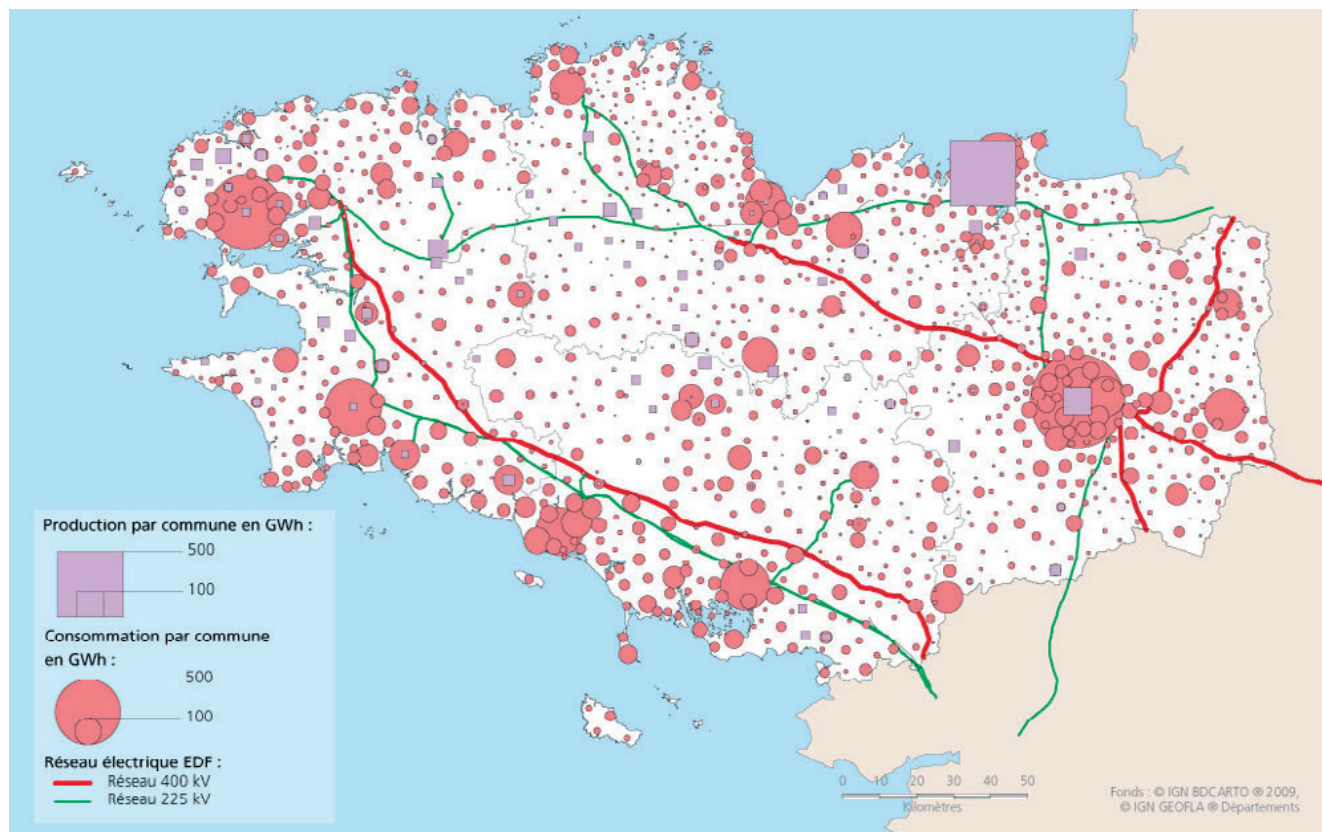 Production par commune en GWh :
500
100
Consommation par commune
en GWh :
500
100
Réseau électrique EDF :
Réseau 400 kV
Réseau 225 kV
0 10 20 30 40 50
Kilomètres
Fonds : © IGN BDCARTO ® 2009,
© IGN GEOFLA ® Départements